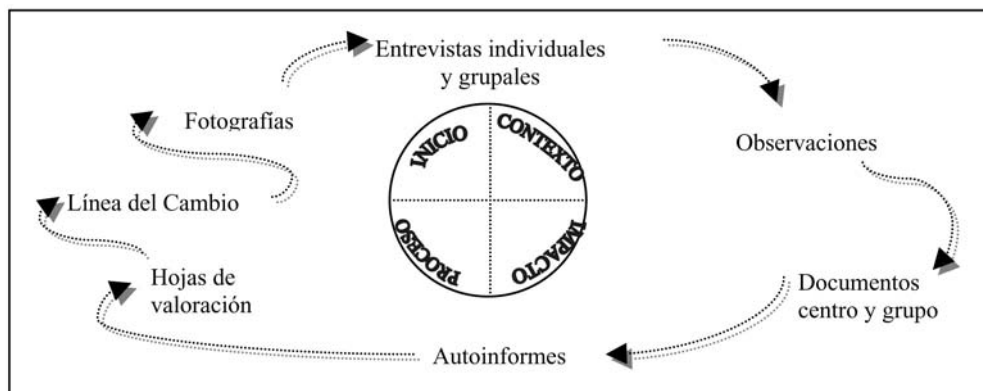 Entrevistas individuales
y grupales
Fotografías
INICIO
CONTEXTO
Observaciones
Línea del Cambio
PROCESO
IMPACTO
Hojas de
valoración
Documentos
centro y grupo
Autoinformes